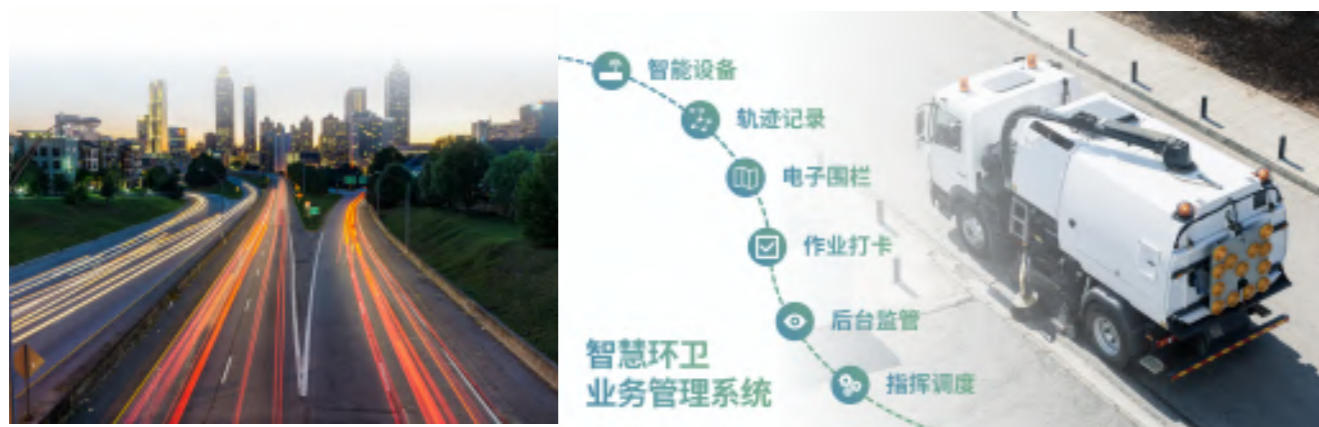 智能设备
轨迹记录
电子围栏
作业打卡
后台监管
智慧环卫
业务管理系统
指挥调度